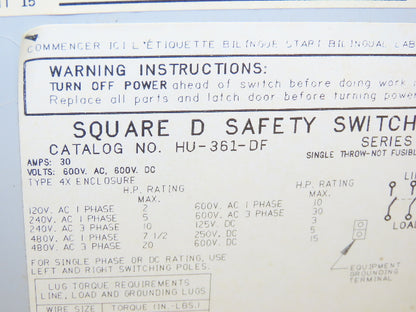 15
COMMENCER ICI L'ÉTIQUETTE BILINGUE START BILINGUAL LAB
WARNING INSTRUCTIONS:
TURN OFF POWER ahead of switch before doing work
Replace all parts and latch door before turning power
SQUARE D SAFETY SWITCH
CATALOG NO. HU-361-DF SERIES
AMPS: 30 SINGLE THROW-NOT FUSIBL
VOLTS: 600V. AC, 600V. DC
TYPE 4X ENCLOSURE
H.P. RATING MAX. H.P. RATING MAX.
120V. AC 1 PHASE 2 600V. AC 1 PHASE 10
240V. AC 1 PHASE 5 600V. AC 3 PHASE 30
240V. AC 3 PHASE 10 125V. DC 3
480V. AC 1 PHASE 7 1/2 250V. DC 5
480V. AC 3 PHASE 20 600V. DC 15
LI
LOAD
FOR SINGLE PHASE OR DC RATING, USE
LEFT AND RIGHT SWITCHING POLES.
EQUIPMENT
GROUNDING
TERMINAL
LUG TORQUE REQUIREMENTS
LINE, LOAD AND GROUNDING LUGS
WIRE SIZE TORQUE (IN.-LBS.)